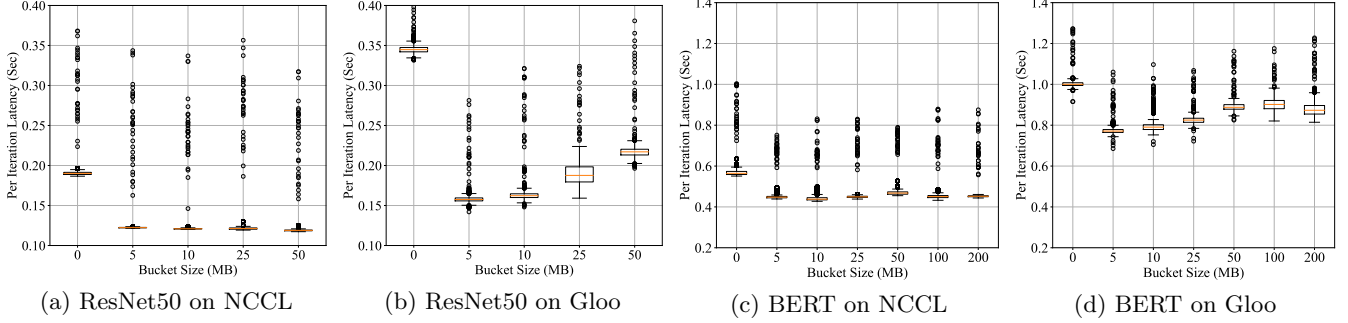 Per Iteration Latency (Sec)
0.40
0.35
0.30
0.25
0.20
0.15
0.10
0 5 10 25 50
Bucket Size (MB)
(a) ResNet50 on NCCL
Per Iteration Latency (Sec)
0.40
0.35
0.30
0.25
0.20
0.15
0.10
0 5 10 25 50
Bucket Size (MB)
(b) ResNet50 on Gloo
Per Iteration Latency (Sec)
1.4
1.2
1.0
0.8
0.6
0.4
0.2
0 5 10 25 50 100 200
Bucket Size (MB)
(c) BERT on NCCL
Per Iteration Latency (Sec)
1.4
1.2
1.0
0.8
0.6
0.4
0.2
0 5 10 25 50 100 200
Bucket Size (MB)
(d) BERT on Gloo